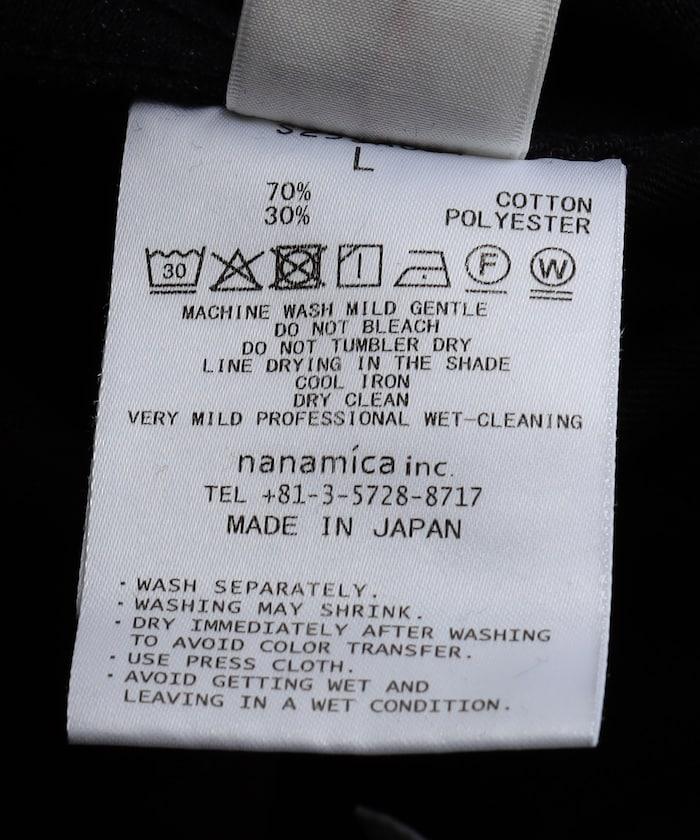 L
70% COTTON
30% POLYESTER
30 F W
MACHINE WASH MILD GENTLE
DO NOT BLEACH
DO NOT TUMBLER DRY
LINE DRYING IN THE SHADE
COOL IRON
DRY CLEAN
VERY MILD PROFESSIONAL WET-CLEANING
nanamíca inc.
TEL +81-3-5728-8717
MADE IN JAPAN
・WASH SEPARATELY.
・WASHING MAY SHRINK.
・DRY IMMEDIATELY AFTER WASHING
TO AVOID COLOR TRANSFER.
・USE PRESS CLOTH.
・AVOID GETTING WET AND
LEAVING IN A WET CONDITION.